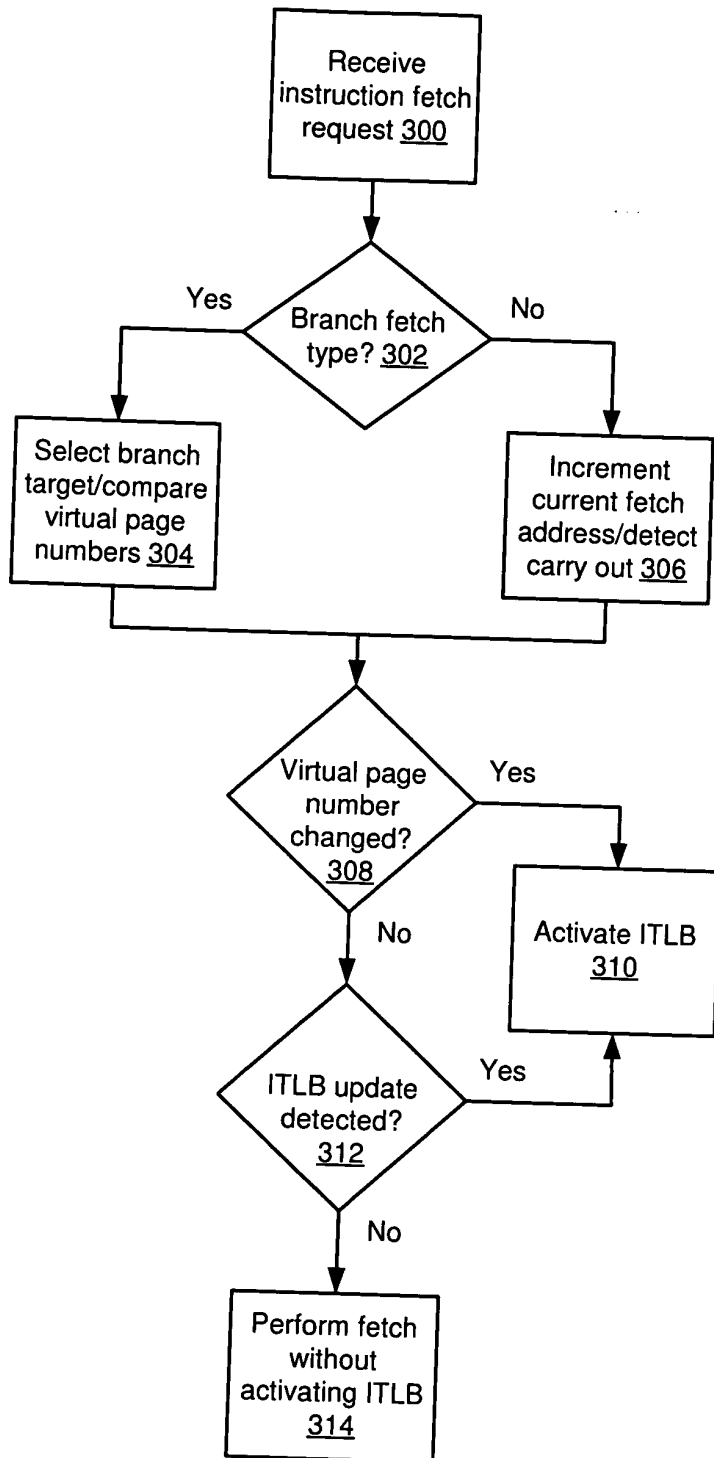 Receive
instruction fetch
request 300
Branch fetch
type? 302
Yes
No
Select branch
target/compare
virtual page
numbers 304
Increment
current fetch
address/detect
carry out 306
Virtual page
number
changed?
308
Yes
No
Activate ITLB
310
ITLB update
detected?
312
Yes
No
Perform fetch
without
activating ITLB
314